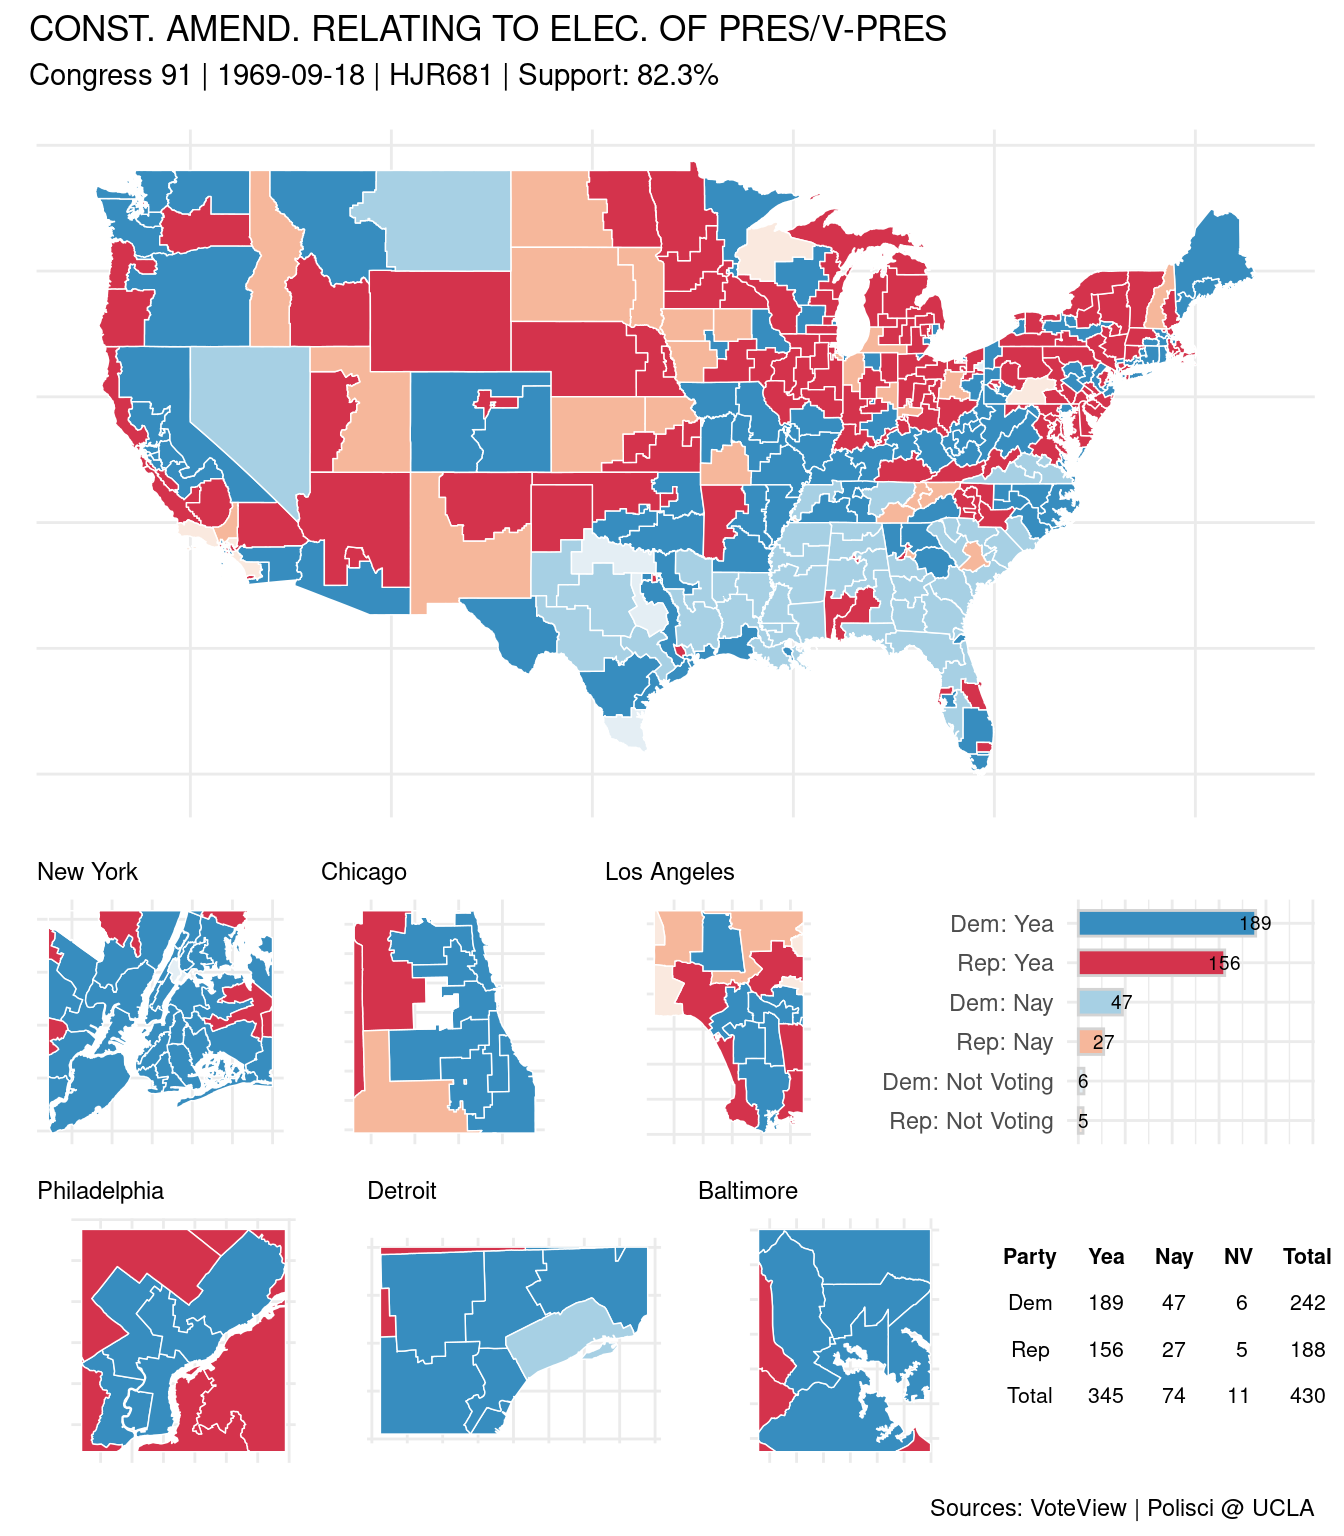 CONST. AMEND. RELATING TO ELEC. OF PRES/V-PRES
Congress 91 | 1969-09-18 | HJR681 | Support: 82.3%
New York
Chicago
Los Angeles
Dem: Yea 189
Rep: Yea 156
Dem: Nay 47
Rep: Nay 27
Dem: Not Voting 6
Rep: Not Voting 5
Philadelphia
Detroit
Baltimore
Party Yea Nay NV Total
Dem 189 47 6 242
Rep 156 27 5 188
Total 345 74 11 430
Sources: VoteView | Polisci @ UCLA